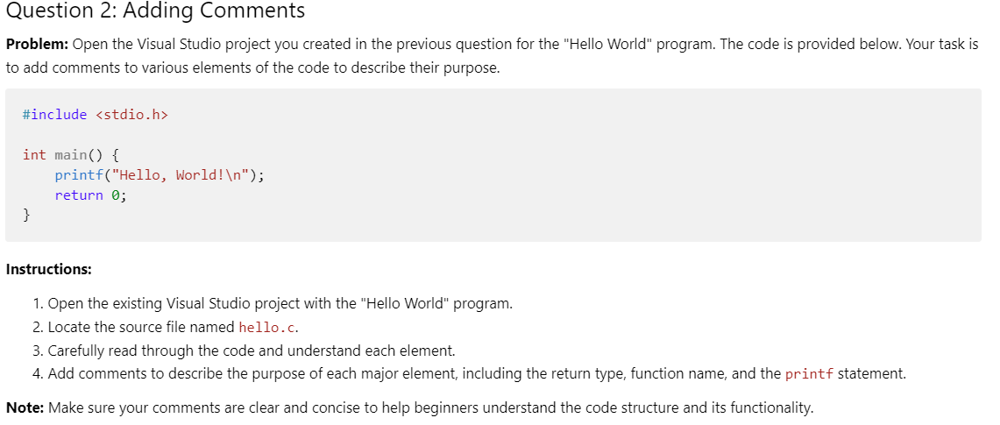 Question 2: Adding Comments
Problem: Open the Visual Studio project you created in the previous question for the "Hello World" program. The code is provided below. Your task is
to add comments to various elements of the code to describe their purpose.
#include <stdio.h>
int main() {
    printf("Hello, World!\n");
    return 0;
}
Instructions:
1. Open the existing Visual Studio project with the "Hello World" program.
2. Locate the source file named hello.c.
3. Carefully read through the code and understand each element.
4. Add comments to describe the purpose of each major element, including the return type, function name, and the printf statement.
Note: Make sure your comments are clear and concise to help beginners understand the code structure and its functionality.